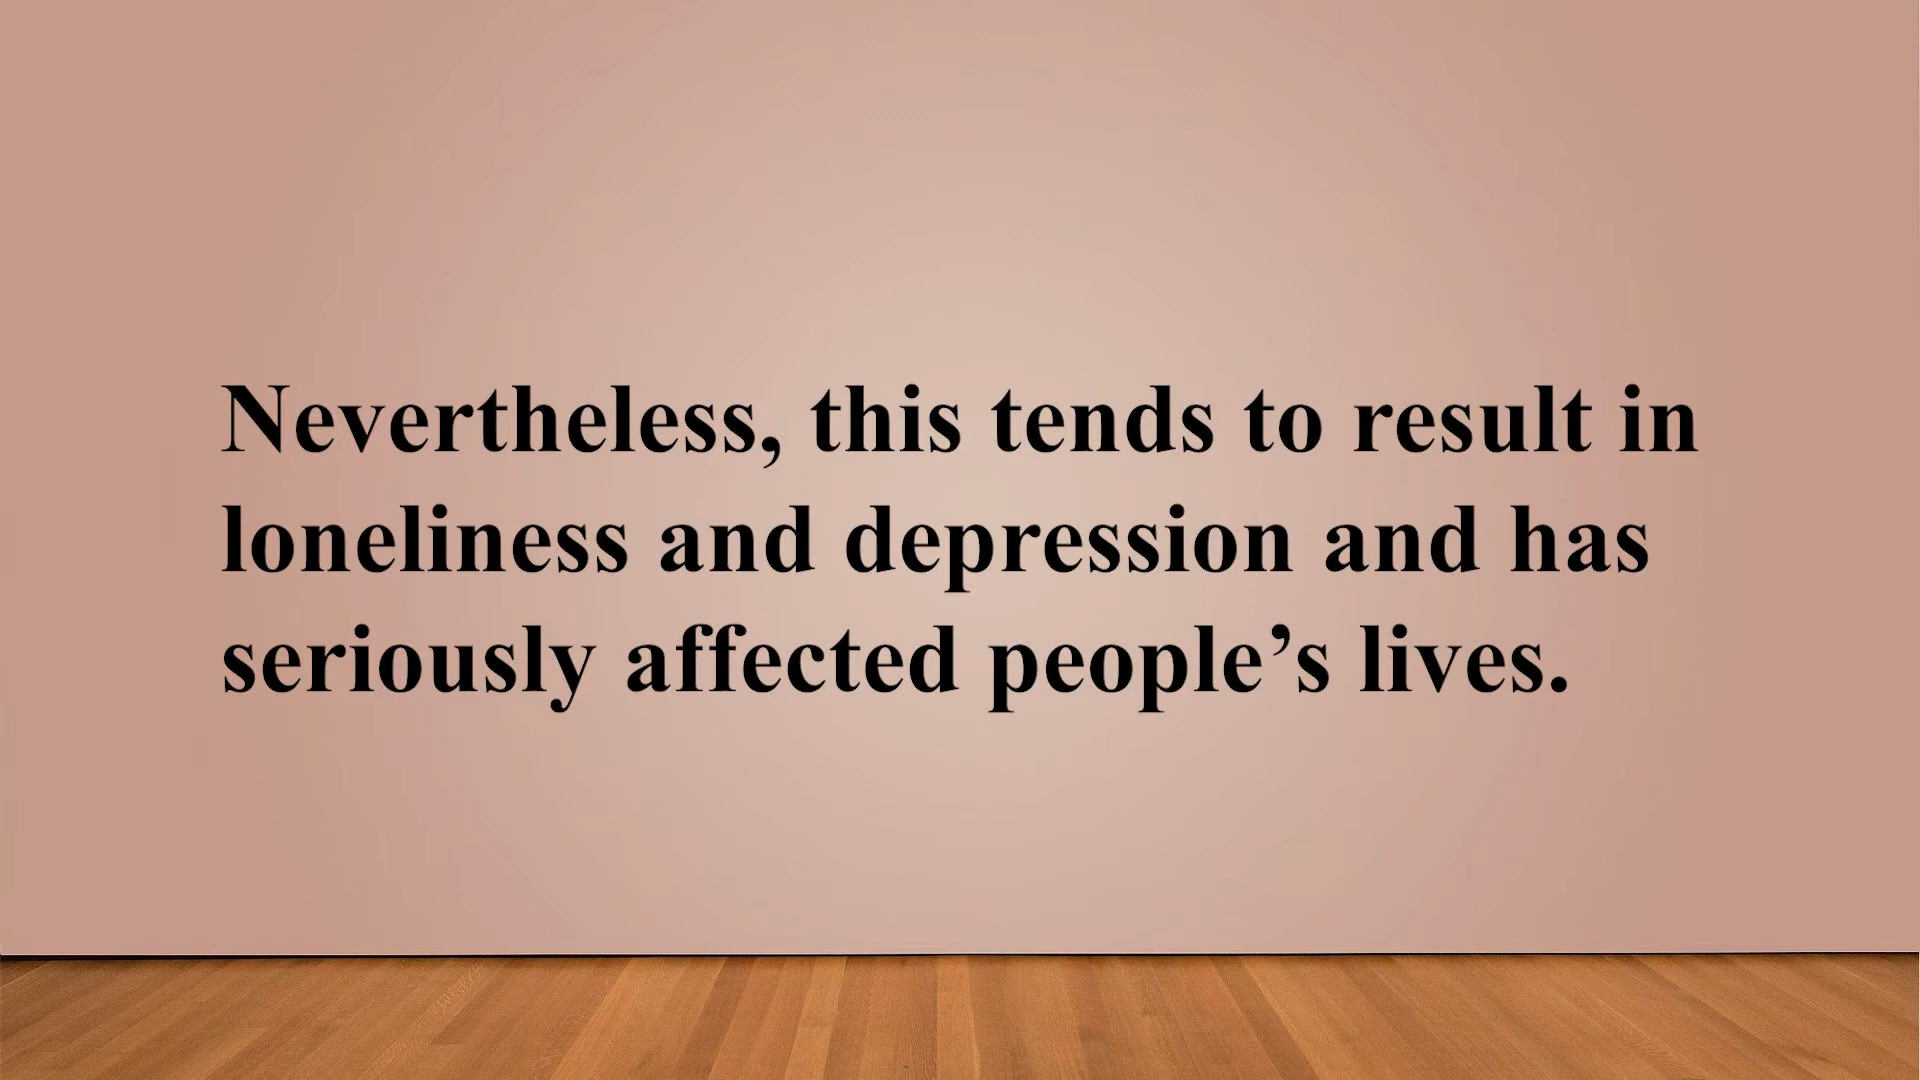 Nevertheless, this tends to result in
loneliness and depression and has
seriously affected people’s lives.